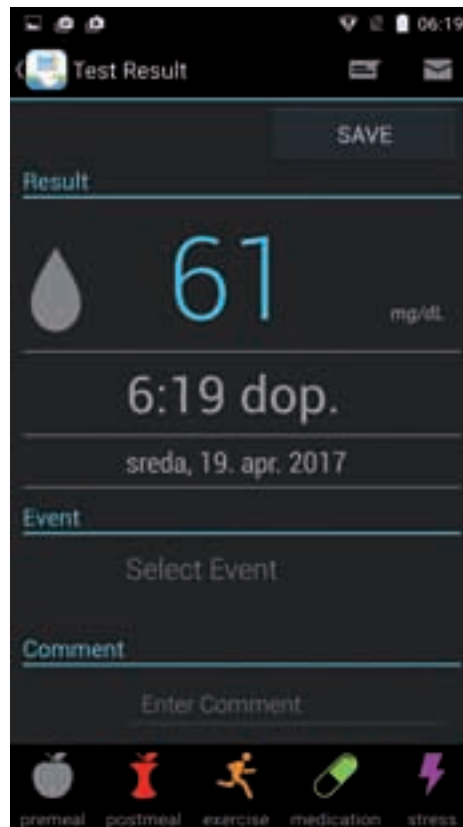 06:19
Test Result
SAVE
Result
61
mg/dL
6:19 dop.
sreda, 19. apr. 2017
Event
Select Event
Comment
Enter Comment
premeal postmeal exercise medication stress